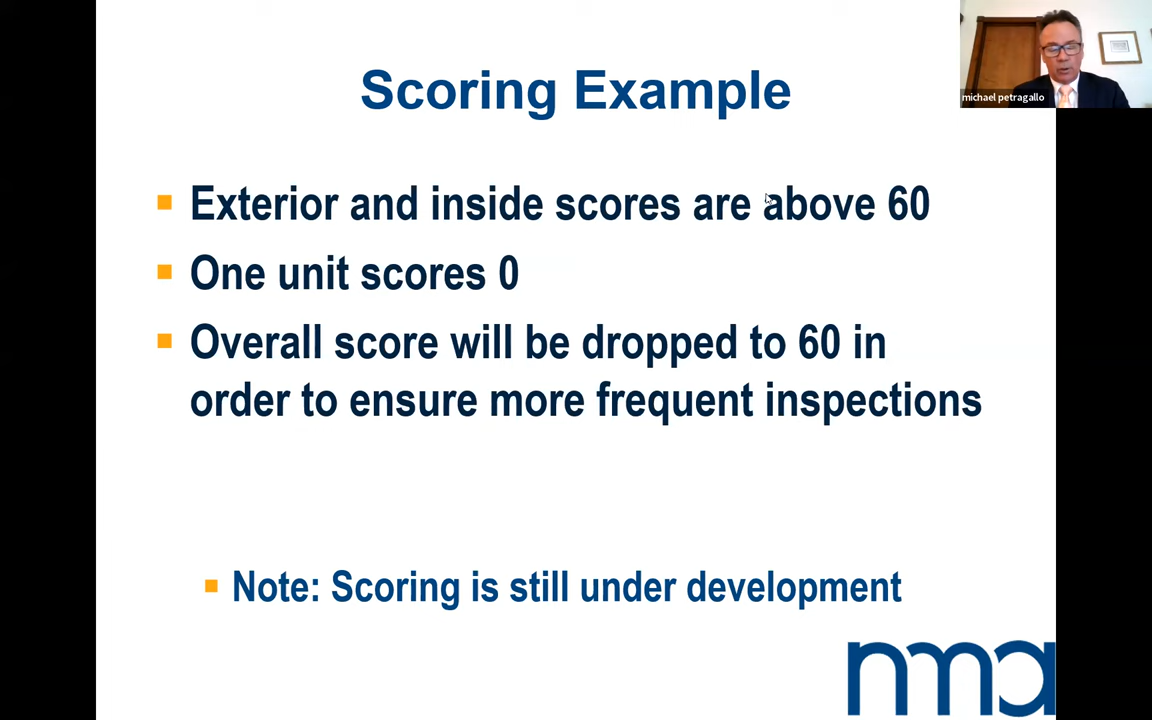 michael petragallo
Scoring Example
Exterior and inside scores are above 60
One unit scores 0
Overall score will be dropped to 60 in
order to ensure more frequent inspections
Note: Scoring is still under development
nma